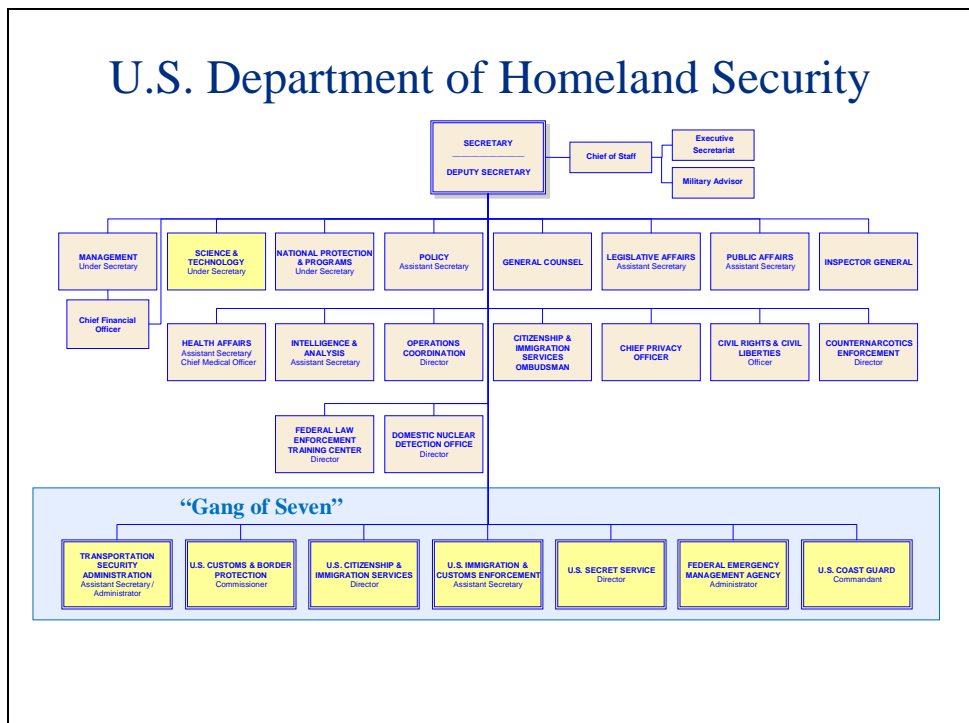 U.S. Department of Homeland Security
SECRETARY
DEPUTY SECRETARY
Chief of Staff
Executive
Secretariat
Military Advisor
MANAGEMENT
Under Secretary
SCIENCE &
TECHNOLOGY
Under Secretary
NATIONAL PROTECTION
& PROGRAMS
Under Secretary
POLICY
Assistant Secretary
GENERAL COUNSEL
LEGISLATIVE AFFAIRS
Assistant Secretary
PUBLIC AFFAIRS
Assistant Secretary
INSPECTOR GENERAL
Chief Financial
Officer
HEALTH AFFAIRS
Assistant Secretary/
Chief Medical Officer
INTELLIGENCE &
ANALYSIS
Assistant Secretary
OPERATIONS
COORDINATION
Director
CITIZENSHIP &
IMMIGRATION
SERVICES
OMBUDSMAN
CHIEF PRIVACY
OFFICER
CIVIL RIGHTS & CIVIL
LIBERTIES
Officer
COUNTERNARCOTICS
ENFORCEMENT
Director
FEDERAL LAW
ENFORCEMENT
TRAINING CENTER
Director
DOMESTIC NUCLEAR
DETECTION OFFICE
Director
“Gang of Seven”
TRANSPORTATION
SECURITY
ADMINISTRATION
Assistant Secretary /
Administrator
U.S. CUSTOMS & BORDER
PROTECTION
Commissioner
U.S. CITIZENSHIP &
IMMIGRATION SERVICES
Director
U.S. IMMIGRATION &
CUSTOMS ENFORCEMENT
Assistant Secretary
U.S. SECRET SERVICE
Director
FEDERAL EMERGENCY
MANAGEMENT AGENCY
Administrator
U.S. COAST GUARD
Commandant